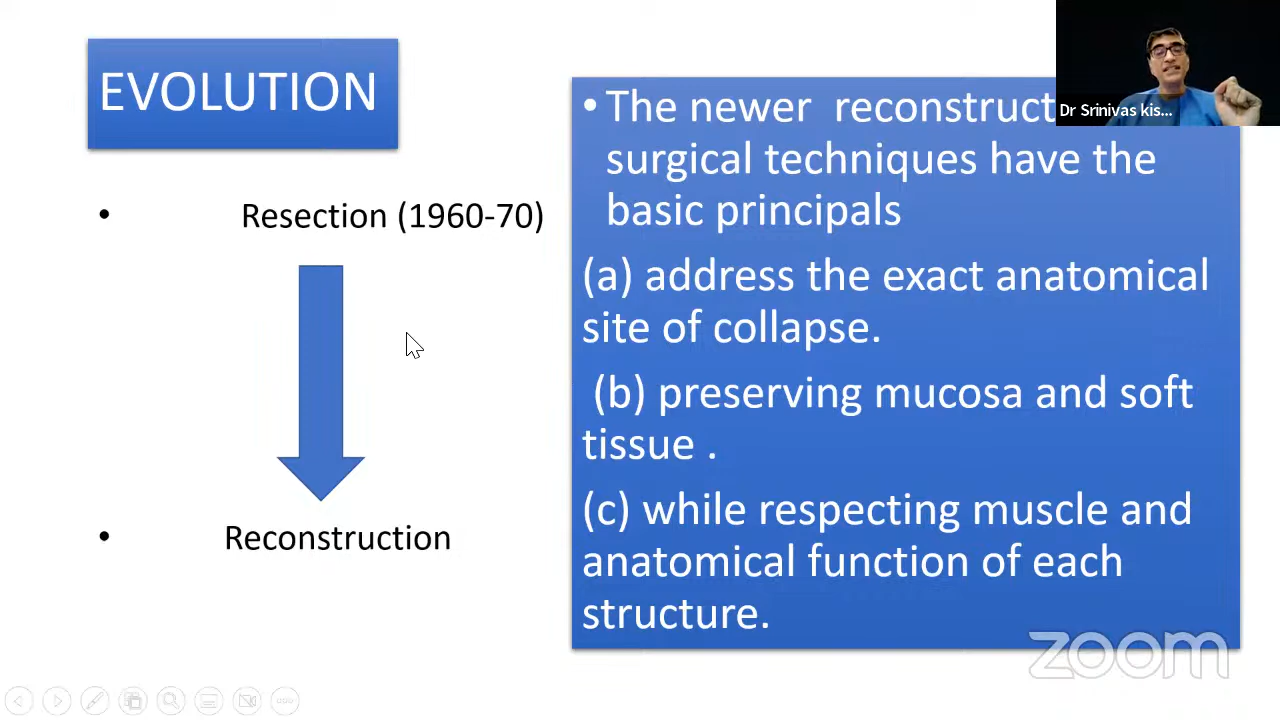 EVOLUTION
• Resection (1960-70)
• Reconstruction
• The newer reconstruct
surgical techniques have the
basic principals
(a) address the exact anatomical
site of collapse.
(b) preserving mucosa and soft
tissue .
(c) while respecting muscle and
anatomical function of each
structure.
Dr Srinivas kis...
zoom